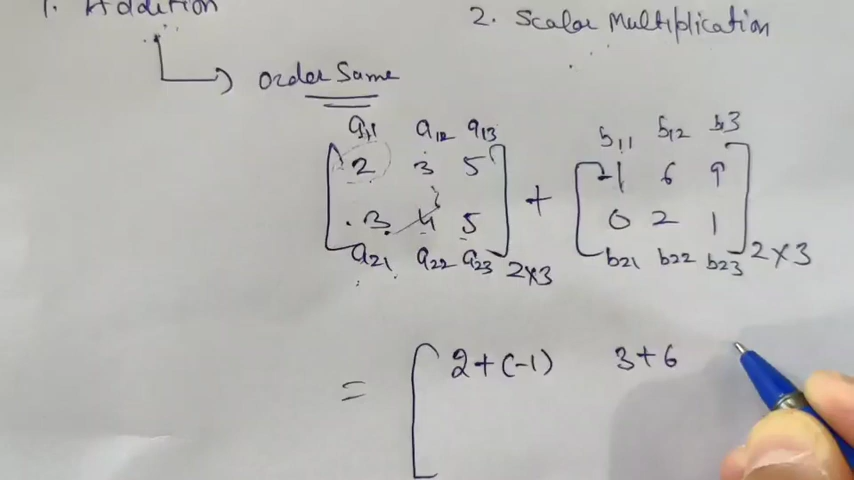 1. Addition
2. Scalar Multiplication
Order Same
a11 a12 a13 b11 b12 b13
2 3 5 + -1 6 9
3 4 5 0 2 1
a21 a22 a23 2×3 b21 b22 b23 2×3
= 2+(-1) 3+6